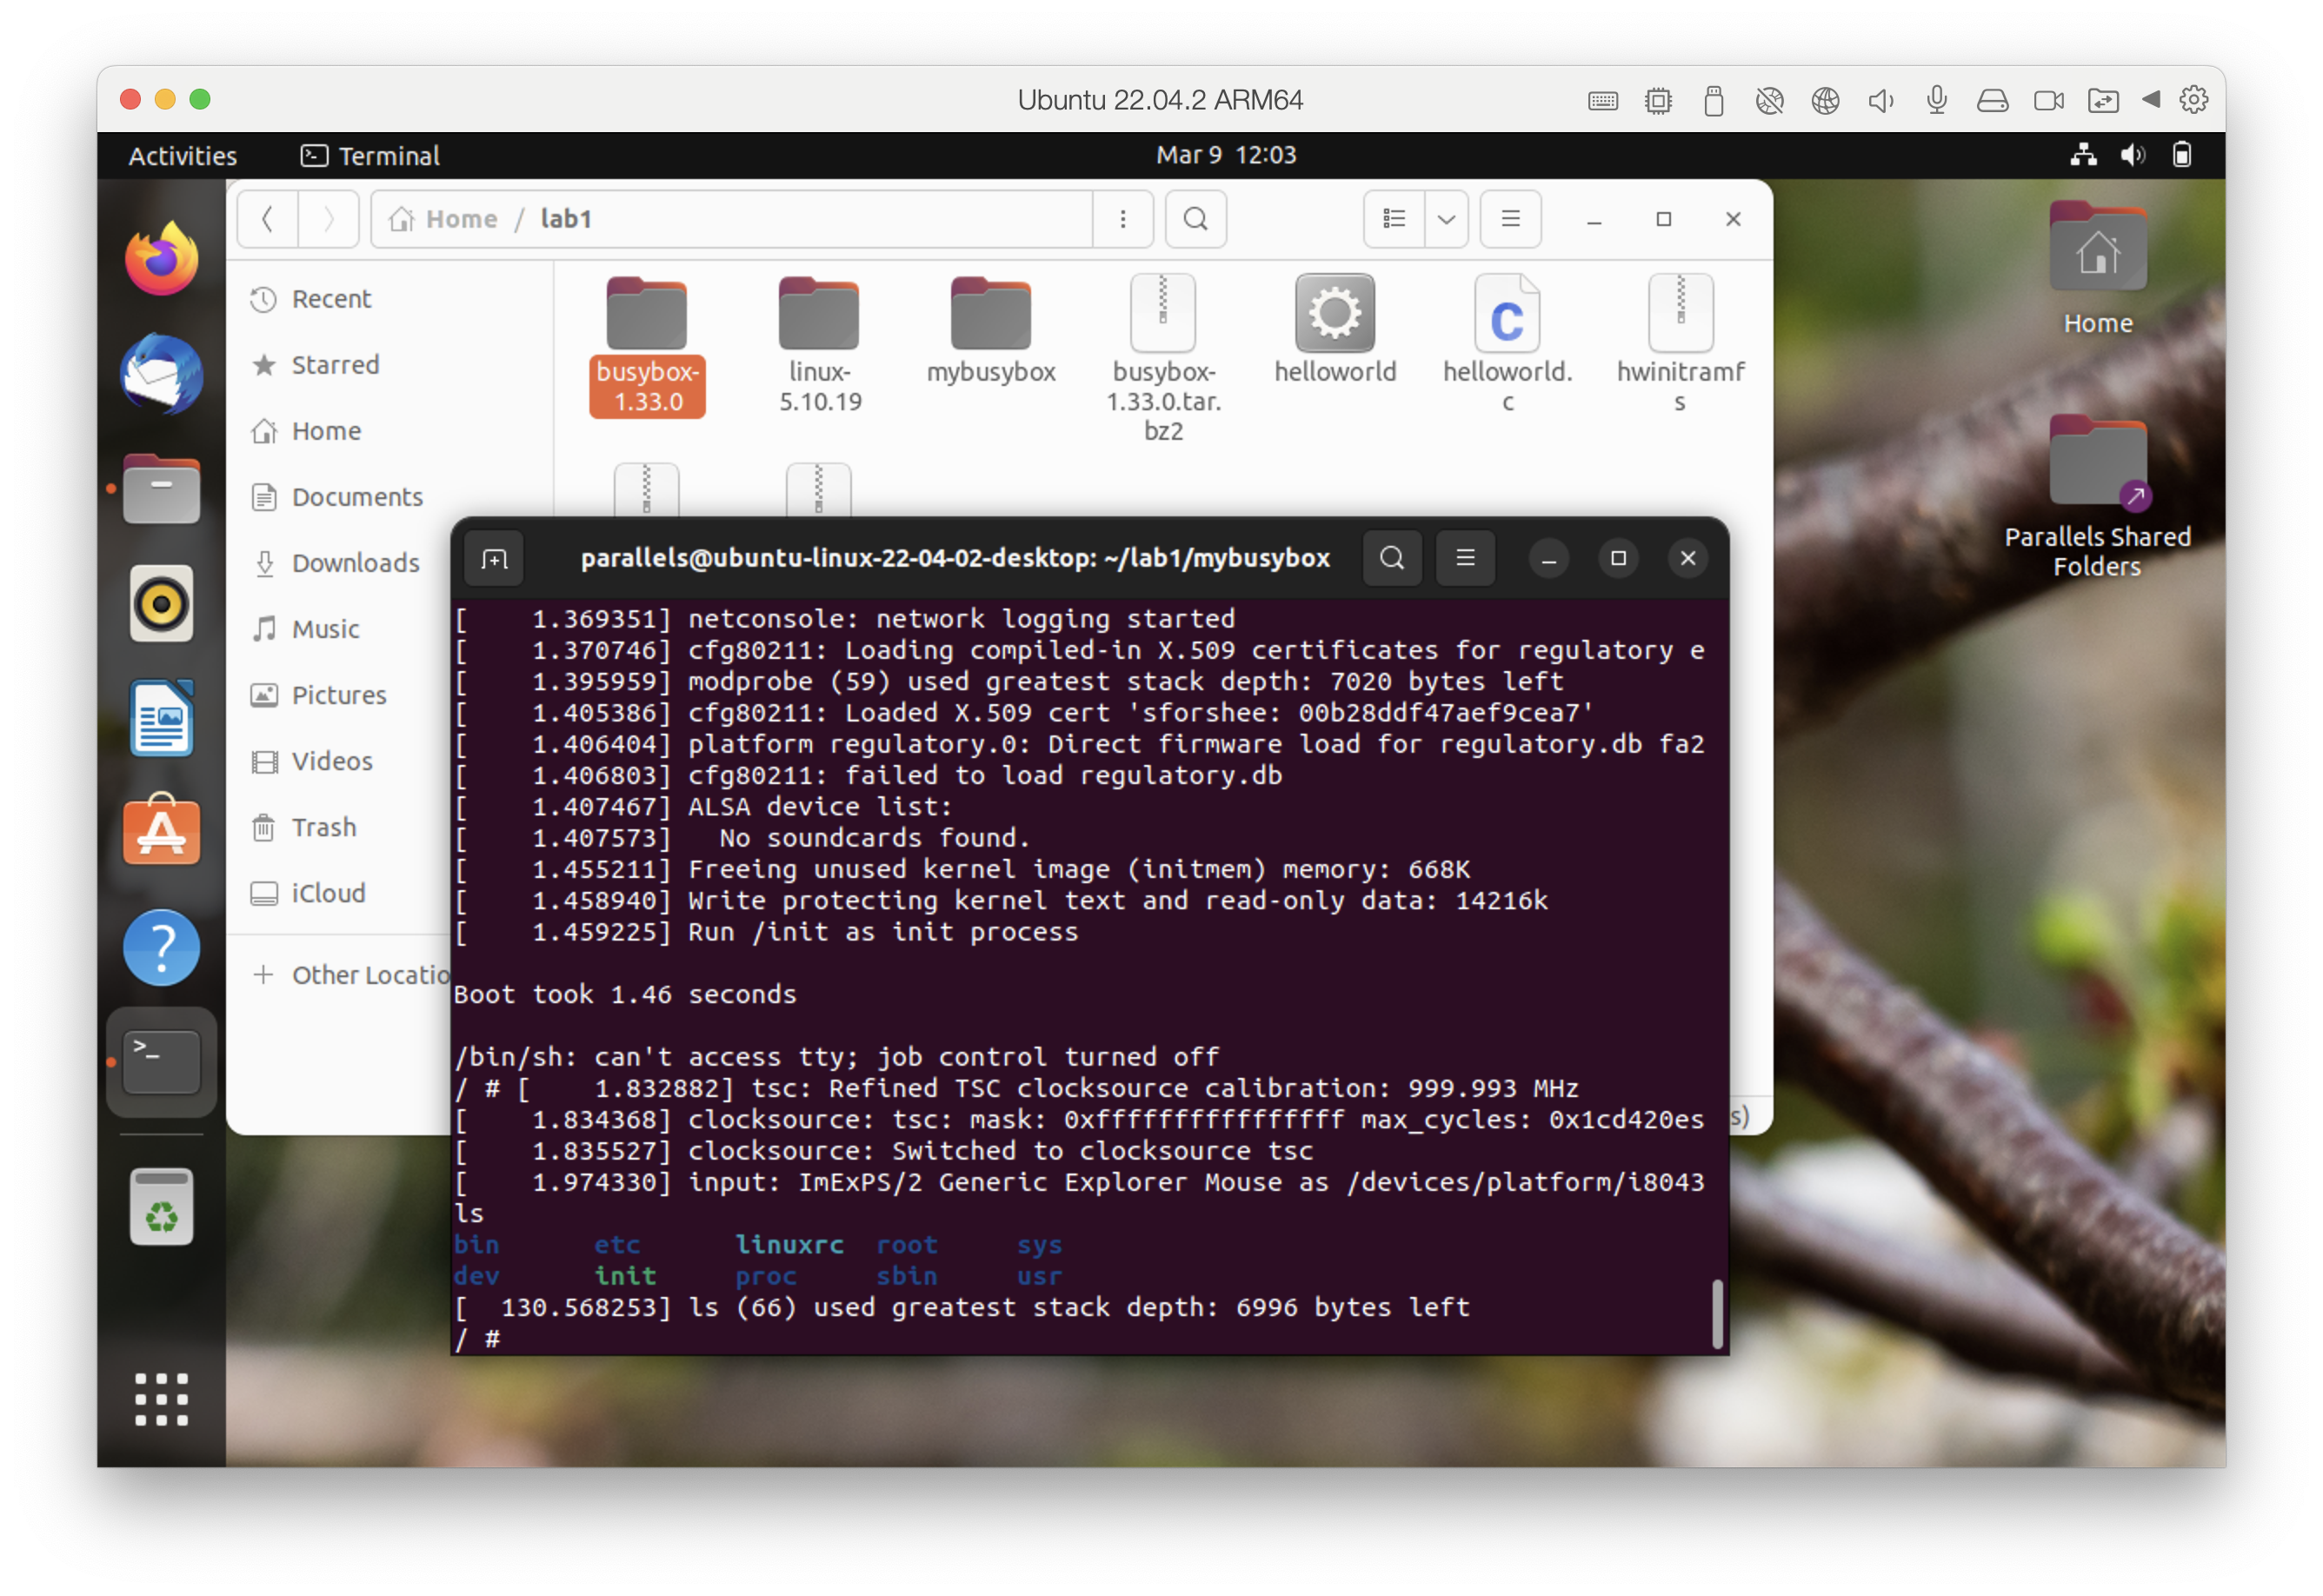 Ubuntu 22.04.2 ARM64
Activities
Terminal
Mar 9 12:03
Home / lab1
Recent
Starred
Home
Documents
Downloads
Music
Pictures
Videos
Trash
iCloud
Other Locatio
busybox-
1.33.0
linux-
5.10.19
mybusybox
busybox-
1.33.0.tar.
bz2
helloworld
helloworld.
c
hwinitramf
s
Home
Parallels Shared
Folders
parallels@ubuntu-linux-22-04-02-desktop: ~/lab1/mybusybox
[    1.369351] netconsole: network logging started
[    1.370746] cfg80211: Loading compiled-in X.509 certificates for regulatory e
[    1.395959] modprobe (59) used greatest stack depth: 7020 bytes left
[    1.405386] cfg80211: Loaded X.509 cert 'sforshee: 00b28ddf47aef9cea7'
[    1.406404] platform regulatory.0: Direct firmware load for regulatory.db fa2
[    1.406803] cfg80211: failed to load regulatory.db
[    1.407467] ALSA device list:
[    1.407573]   No soundcards found.
[    1.455211] Freeing unused kernel image (initmem) memory: 668K
[    1.458940] Write protecting kernel text and read-only data: 14216k
[    1.459225] Run /init as init process
Boot took 1.46 seconds
/bin/sh: can't access tty; job control turned off
/ # [    1.832882] tsc: Refined TSC clocksource calibration: 999.993 MHz
[    1.834368] clocksource: tsc: mask: 0xffffffffffffffff max_cycles: 0x1cd420es
[    1.835527] clocksource: Switched to clocksource tsc
[    1.974330] input: ImExPS/2 Generic Explorer Mouse as /devices/platform/i8043
ls
bin      etc      linuxrc  root     sys
dev      init     proc     sbin     usr
[  130.568253] ls (66) used greatest stack depth: 6996 bytes left
/ #
s)